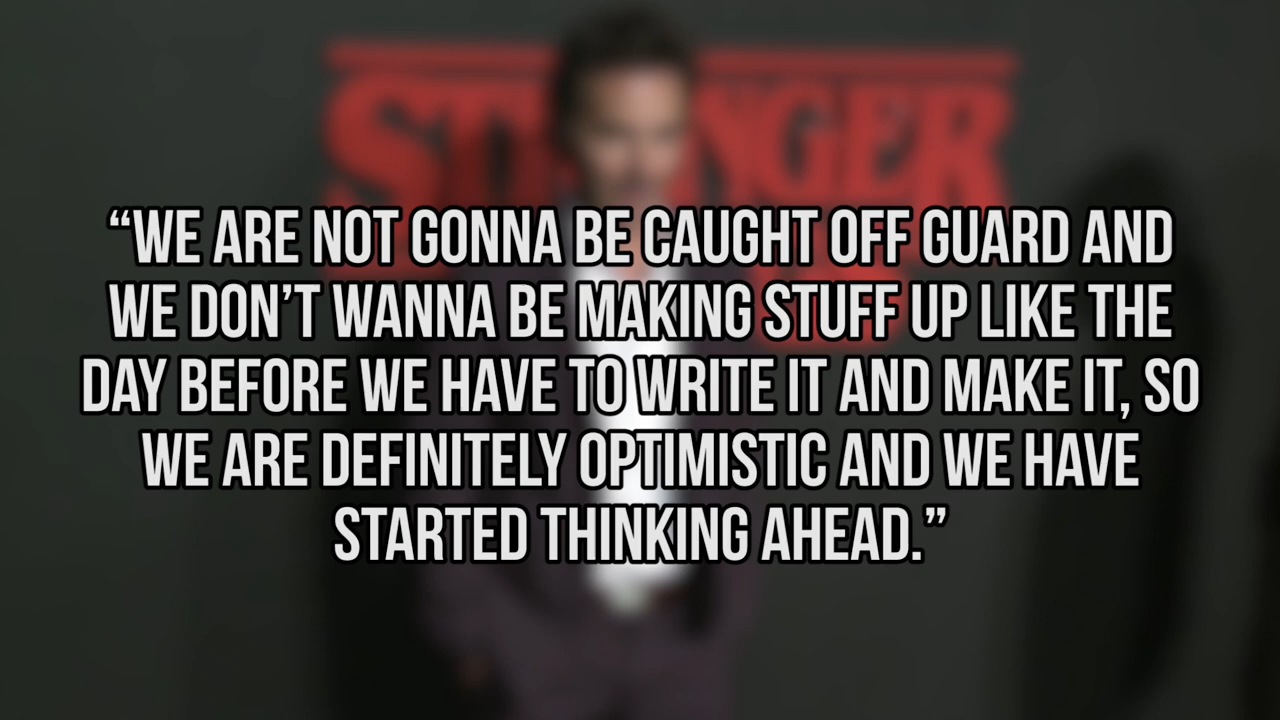 STRANGER
“WE ARE NOT GONNA BE CAUGHT OFF GUARD AND
WE DON’T WANNA BE MAKING STUFF UP LIKE THE
DAY BEFORE WE HAVE TO WRITE IT AND MAKE IT, SO
WE ARE DEFINITELY OPTIMISTIC AND WE HAVE
STARTED THINKING AHEAD.”